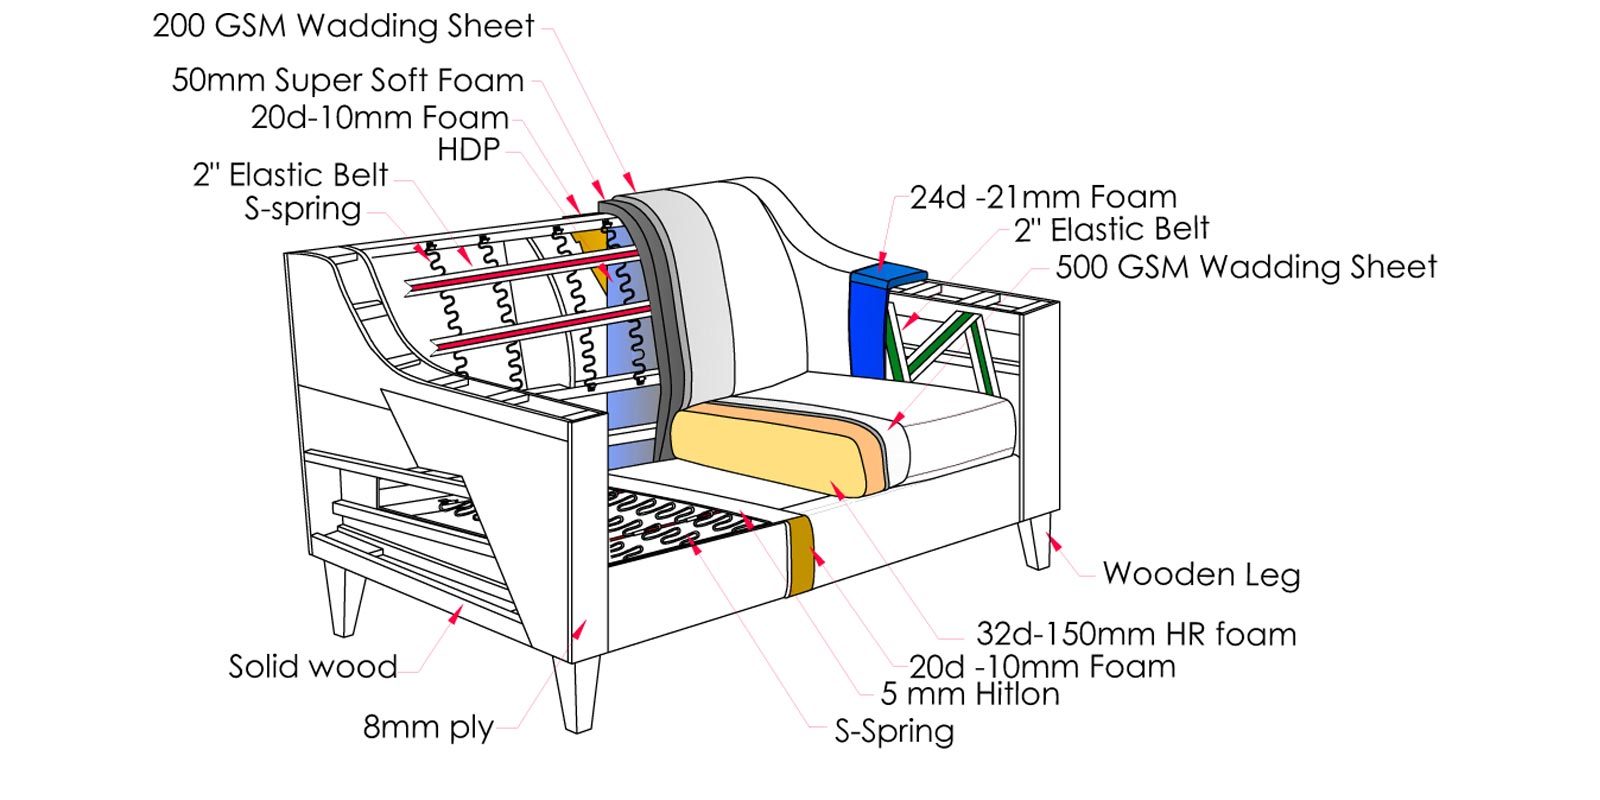 200 GSM Wadding Sheet
50mm Super Soft Foam
20d-10mm Foam
HDP
2" Elastic Belt
S-spring
24d -21mm Foam
2" Elastic Belt
500 GSM Wadding Sheet
Wooden Leg
32d-150mm HR foam
20d -10mm Foam
5 mm Hitlon
S-Spring
Solid wood
8mm ply